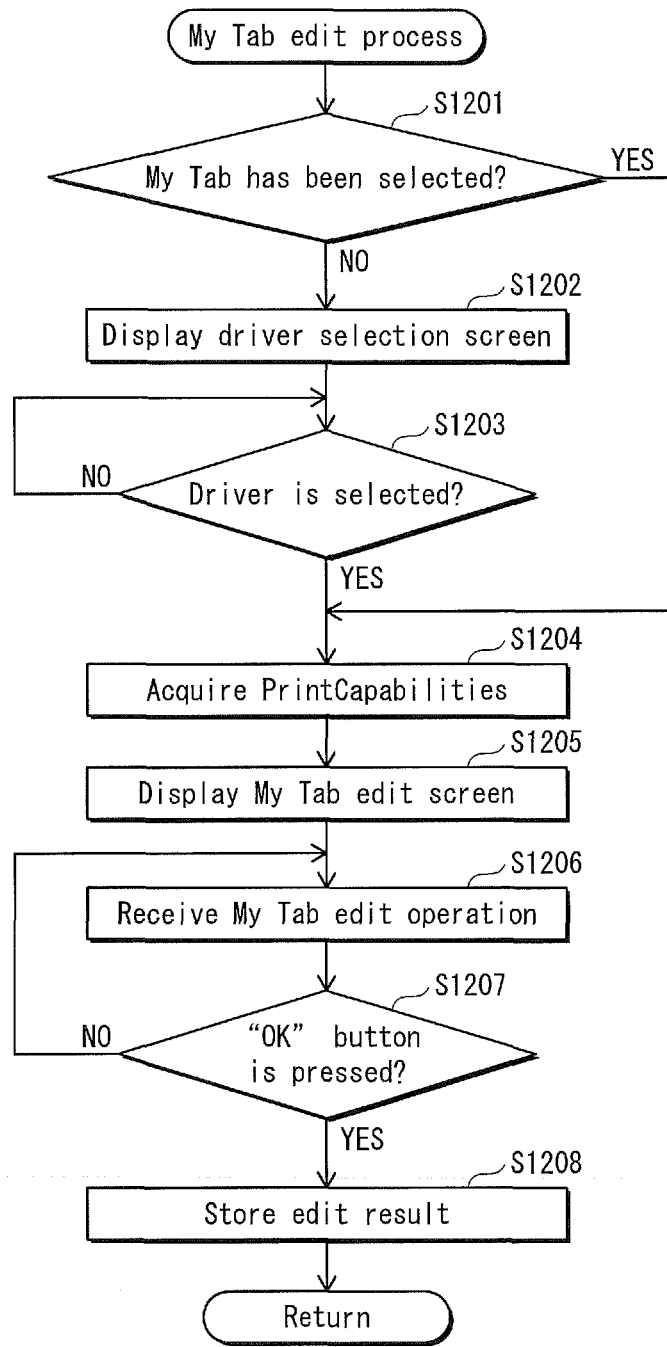 My Tab edit process
S1201
My Tab has been selected?
YES
NO
S1202
Display driver selection screen
S1203
Driver is selected?
NO
YES
S1204
Acquire PrintCapabilities
S1205
Display My Tab edit screen
S1206
Receive My Tab edit operation
S1207
“OK” button
is pressed?
NO
YES
S1208
Store edit result
Return